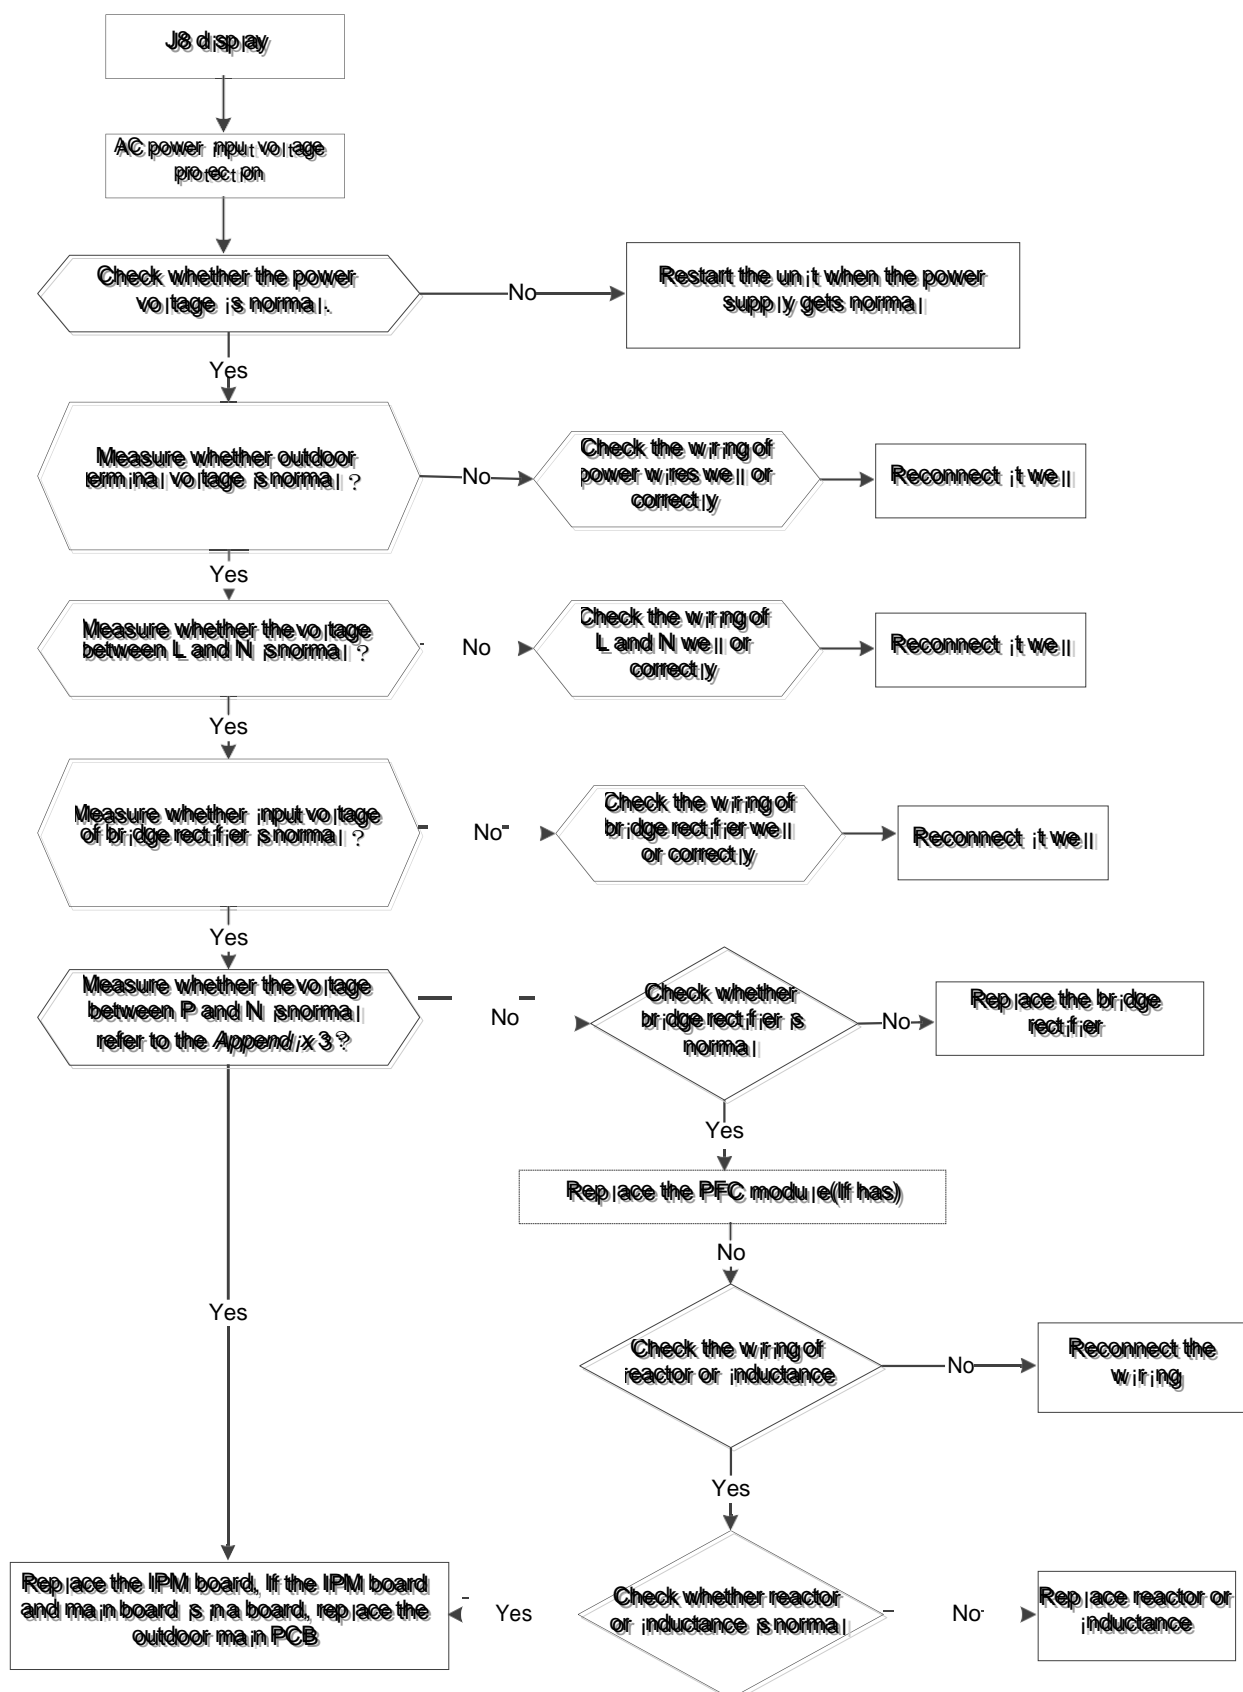 J8 display
AC power input voltage
protection
Check whether the power
voltage is normal.
No
Restart the unit when the power
supply gets normal
Yes
Measure whether outdoor
terminal voltage is normal ?
No
Check the wiring of
power wires well or
correctly
Reconnect it well
Yes
Measure whether the voltage
between L and N is normal ?
No
Check the wiring of
L and N well or
correctly
Reconnect it well
Yes
Measure whether input voltage
of bridge rectifier is normal ?
No
Check the wiring of
bridge rectifier well
or correctly
Reconnect it well
Yes
Measure whether the voltage
between P and N is normal
refer to the Appendix 3 ?
No
Check whether
bridge rectifier is
normal
No
Replace the bridge
rectifier
Yes
Replace the PFC module(If has)
No
Check the wiring of
reactor or inductance
No
Reconnect the
wiring
Yes
Check whether reactor
or inductance is normal
No
Replace reactor or
inductance
Yes
Yes
Replace the IPM board, If the IPM board
and main board is in a board, replace the
outdoor main PCB